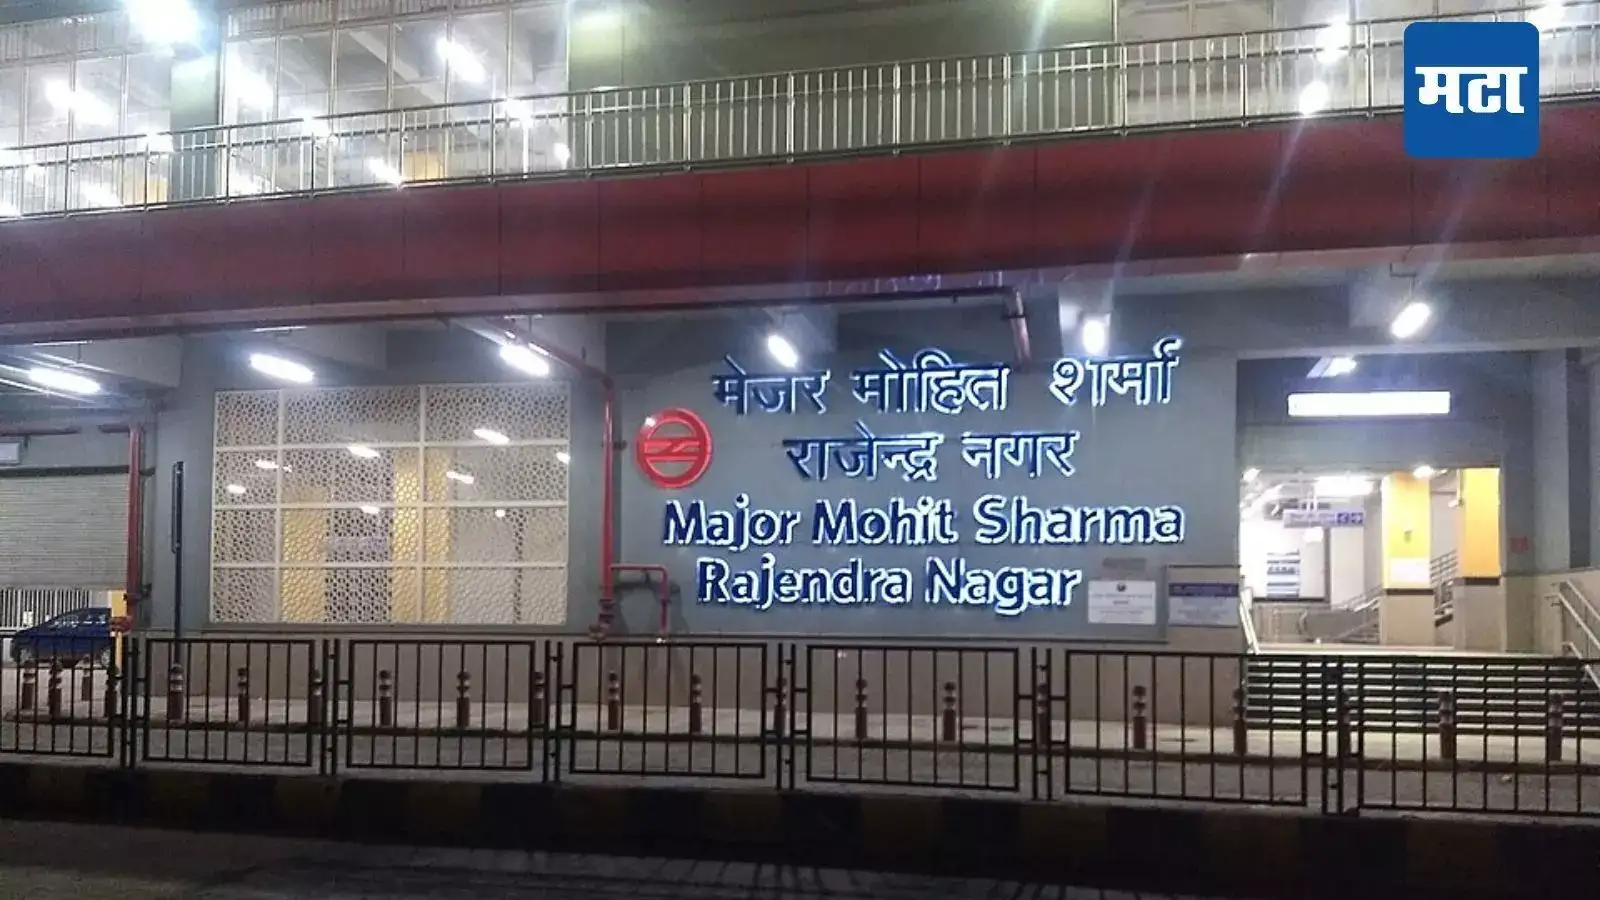 मटा
मेजर मोहित शर्मा
राजेन्द्र नगर
Major Mohit Sharma
Rajendra Nagar